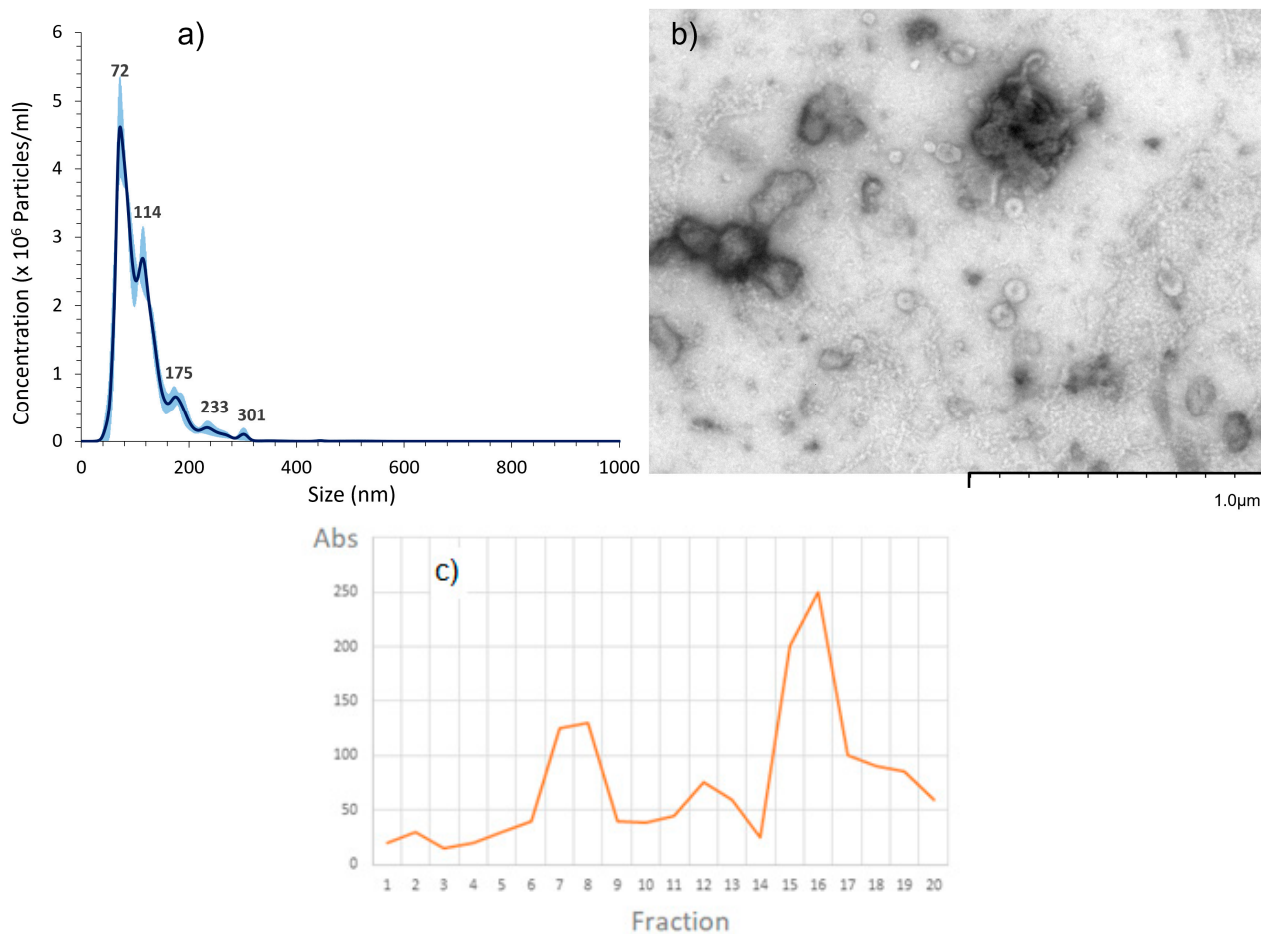 a)
Concentration (x 10⁶ Particles/ml)
6
5
4
3
2
1
0
72
114
175
233
301
0 200 400 600 800 1000
Size (nm)
b)
1.0µm
Abs
c)
250
200
150
100
50
0
1 2 3 4 5 6 7 8 9 10 11 12 13 14 15 16 17 18 19 20
Fraction